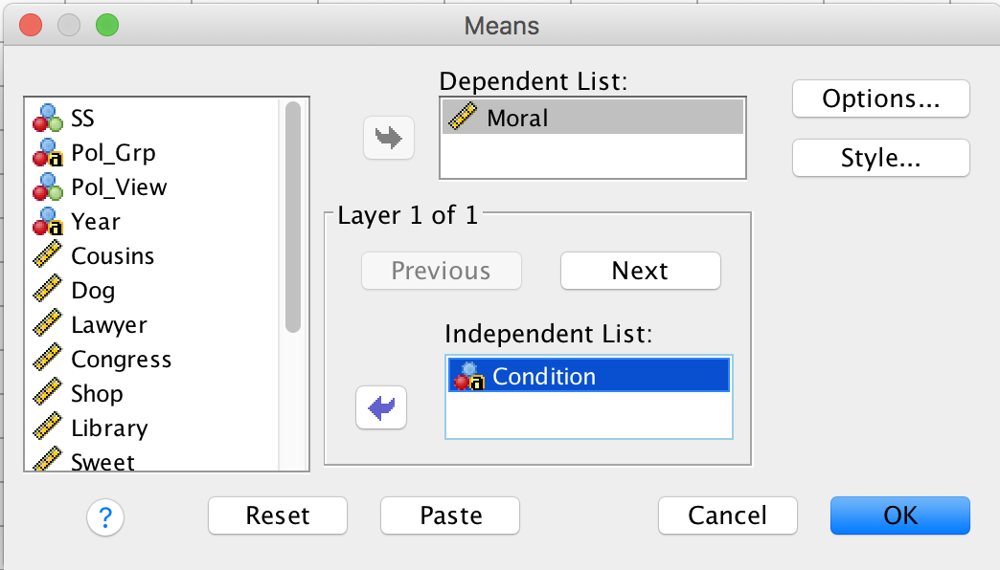 Means
SS
Pol_Grp
Pol_View
Year
Cousins
Dog
Lawyer
Congress
Shop
Library
Sweet
Dependent List:
Moral
Options...
Style...
Layer 1 of 1
Previous
Next
Independent List:
Condition
?
Reset
Paste
Cancel
OK